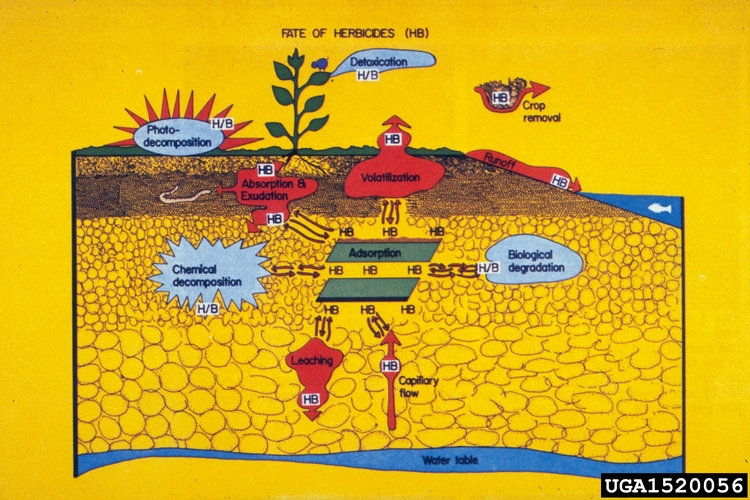 FATE OF HERBICIDES (HB)
Detoxication
H/B
HB
Crop
removal
Photo-
decomposition
H/B
HB
Runoff
HB
HB
Absorption &
Exudation
HB
Volatilization
HB
HB
HB
Adsorption
Chemical
decomposition
H/B
HB
HB
HB
H/B
Biological
degradation
HB
HB
HB
Leaching
HB
HB
Capillary
flow
Water table
UGA1520056